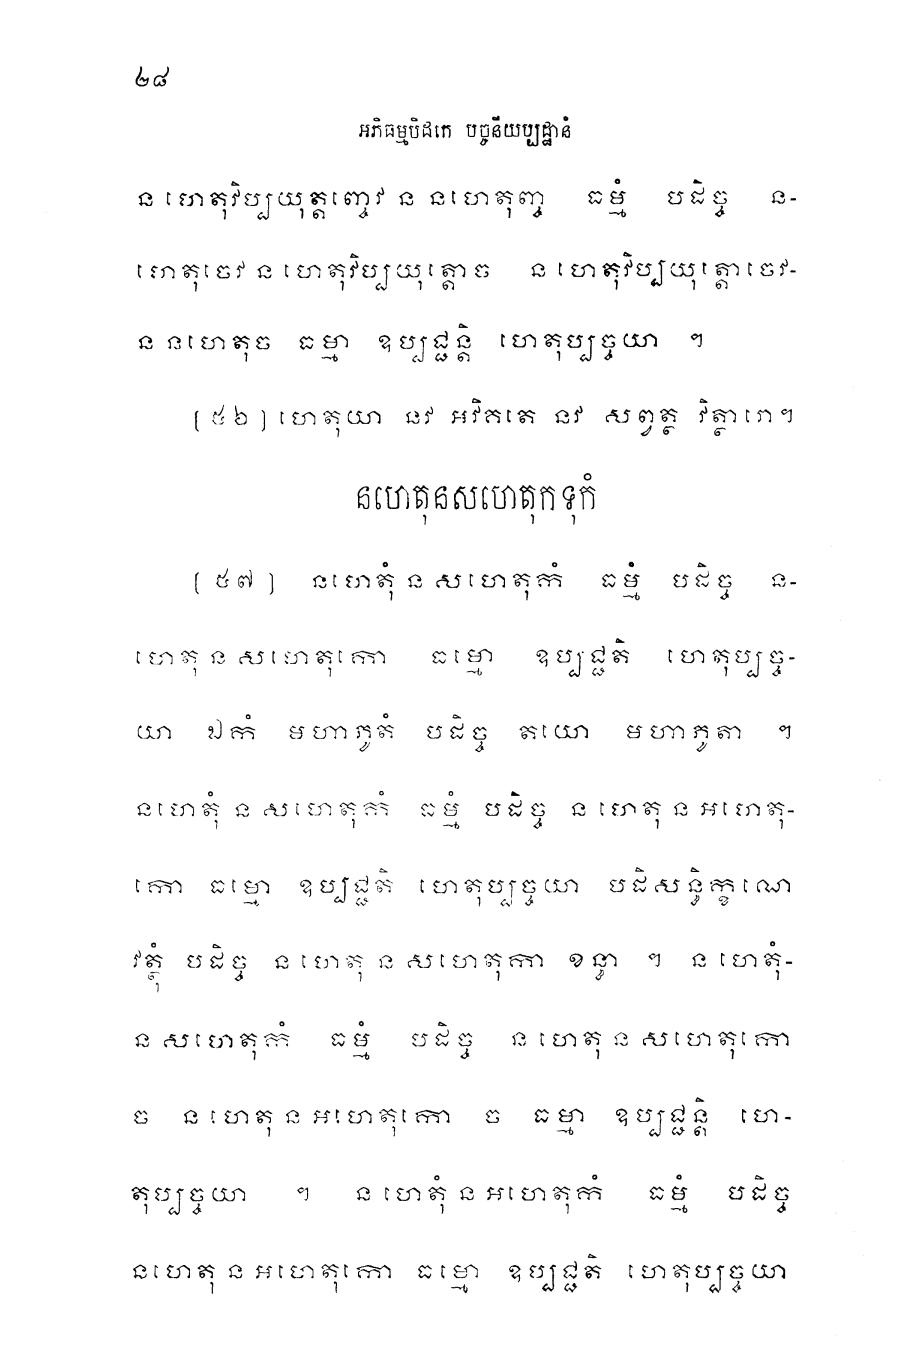 ២៨
អភិធម្មបិដកេ បច្ចនីយប្បដ្ឋានំ
ន ហេតុវិប្បយុត្តញ្ចេវ ន នហេតុញ្ច ធម្មំ បដិច្ច ន-
ហេតុចេវ ន ហេតុវិប្បយុត្តោ ច ន ហេតុវិប្បយុត្តោ ចេវ-
ន នហេតុច ធម្មា ឧប្បជ្ជន្តិ ហេតុប្បច្ចយា ។
[ ៥៦ ] ហេតុយា នវ អវិគតេ នវ សព្វត្ថ វិត្ថារោ។
នហេតុនសហេតុកទុកំ
[ ៥៧ ] នហេតុំ ន សហេតុកំ ធម្មំ បដិច្ច ន-
ហេតុ ន សហេតុកោ ធម្មោ ឧប្បជ្ជតិ ហេតុប្បច្ច-
យា ឯកំ មហាភូតំ បដិច្ច តយោ មហាភូតា ។
នហេតុំ ន សហេតុកំ ធម្មំ បដិច្ច ន ហេតុ ន អហេតុ-
កោ ធម្មោ ឧប្បជ្ជតិ ហេតុប្បច្ចយា បដិសន្ធិក្ខណេ
វត្ថុំ បដិច្ច ន ហេតុ ន សហេតុកា ខន្ធា ។ ន ហេតុំ-
ន សហេតុកំ ធម្មំ បដិច្ច ន ហេតុ ន សហេតុកោ
ច ន ហេតុ ន អហេតុកោ ច ធម្មា ឧប្បជ្ជន្តិ ហេ-
តុប្បច្ចយា ។ ន ហេតុំ ន អហេតុកំ ធម្មំ បដិច្ច
នហេតុ ន អហេតុកោ ធម្មោ ឧប្បជ្ជតិ ហេតុប្បច្ចយា